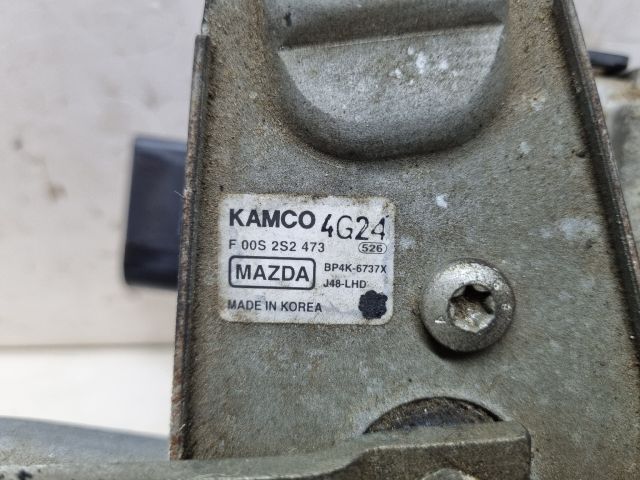 KAMCO 4G24
F 00S 2S2 473 526
MAZDA BP4K-6737X
J48-LHD
MADE IN KOREA